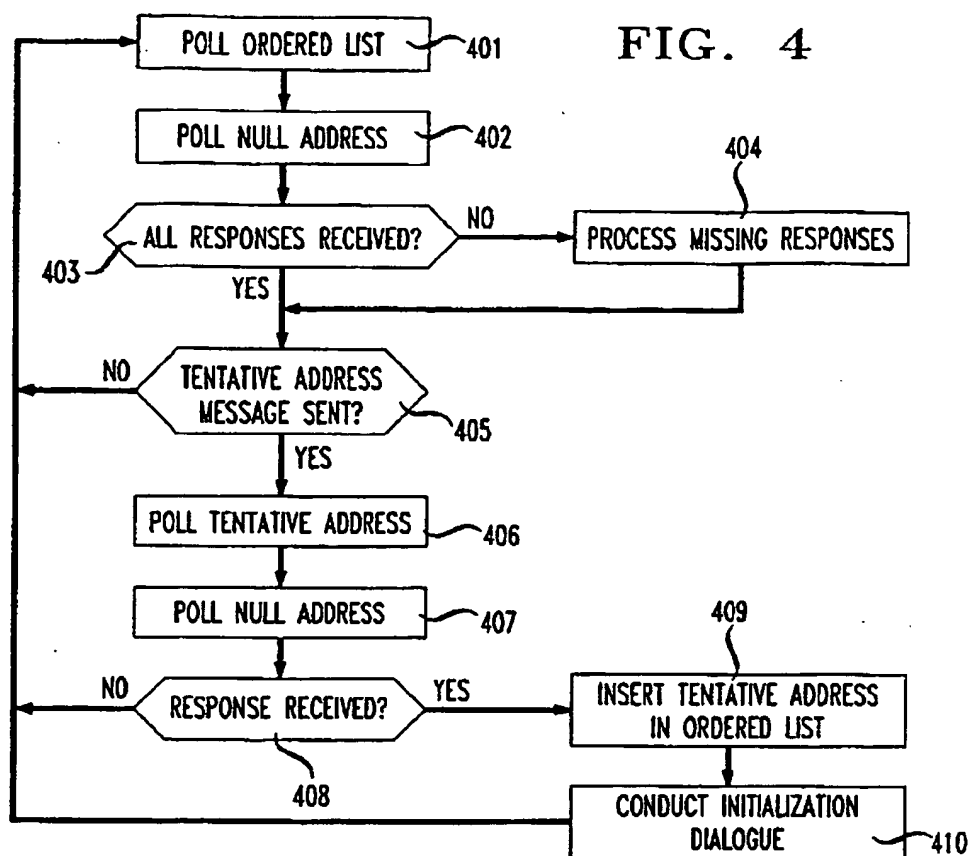 FIG. 4
POLL ORDERED LIST
401
POLL NULL ADDRESS
402
404
ALL RESPONSES RECEIVED?
403
NO
PROCESS MISSING RESPONSES
YES
NO
TENTATIVE ADDRESS
MESSAGE SENT?
405
YES
POLL TENTATIVE ADDRESS
406
POLL NULL ADDRESS
407
409
NO
RESPONSE RECEIVED?
YES
408
INSERT TENTATIVE ADDRESS
IN ORDERED LIST
CONDUCT INITIALIZATION
DIALOGUE
410